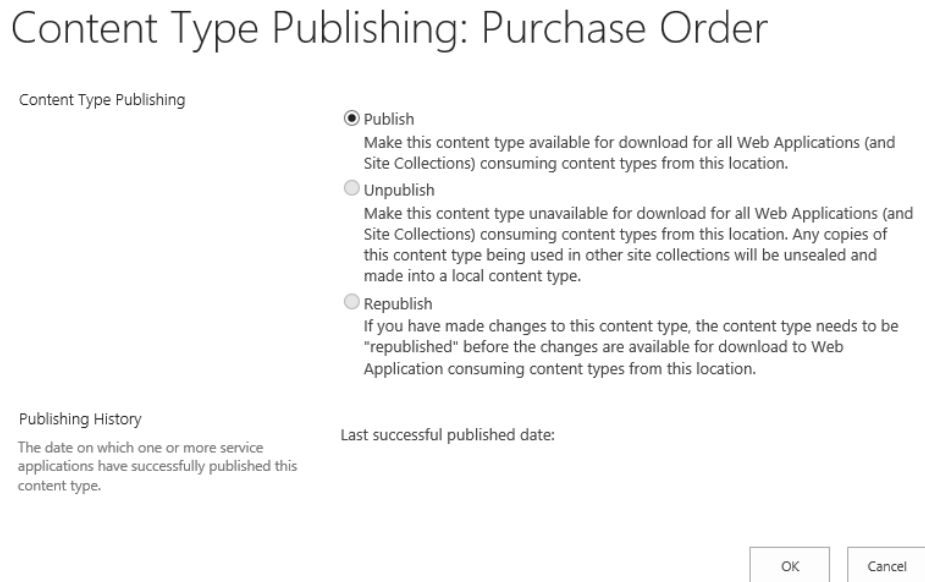 Content Type Publishing: Purchase Order
Content Type Publishing
Publish
Make this content type available for download for all Web Applications (and
Site Collections) consuming content types from this location.
Unpublish
Make this content type unavailable for download for all Web Applications (and
Site Collections) consuming content types from this location. Any copies of
this content type being used in other site collections will be unsealed and
made into a local content type.
Republish
If you have made changes to this content type, the content type needs to be
"republished" before the changes are available for download to Web
Application consuming content types from this location.
Publishing History
The date on which one or more service
applications have successfully published this
content type.
Last successful published date:
OK
Cancel